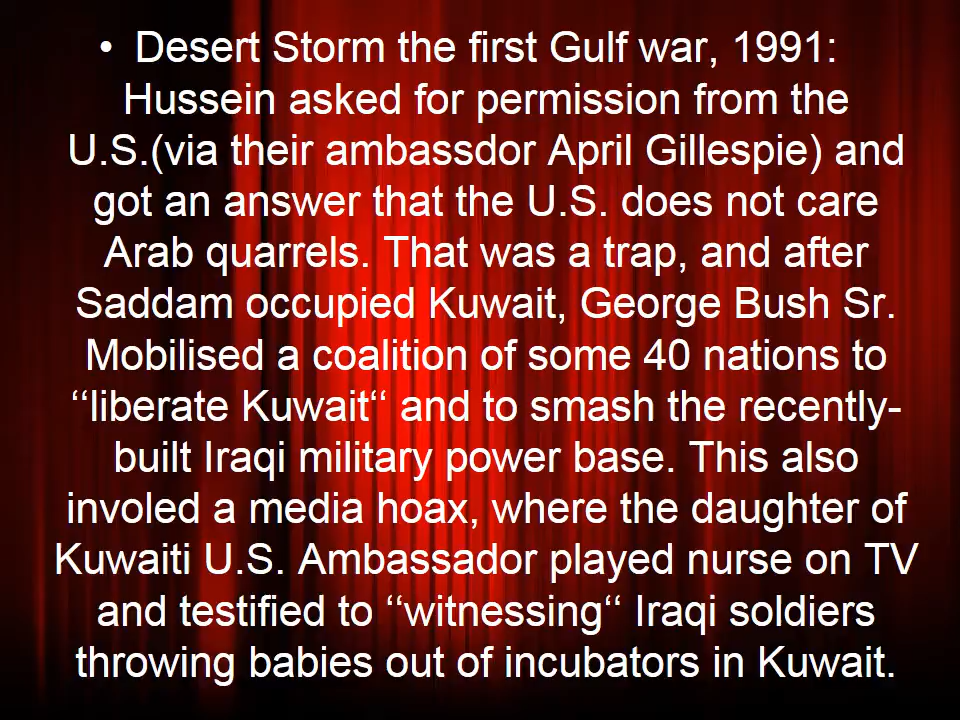 • Desert Storm the first Gulf war, 1991:
Hussein asked for permission from the
U.S.(via their ambassdor April Gillespie) and
got an answer that the U.S. does not care
Arab quarrels. That was a trap, and after
Saddam occupied Kuwait, George Bush Sr.
Mobilised a coalition of some 40 nations to
‘‘liberate Kuwait‘‘ and to smash the recently-
built Iraqi military power base. This also
involed a media hoax, where the daughter of
Kuwaiti U.S. Ambassador played nurse on TV
and testified to ‘‘witnessing‘‘ Iraqi soldiers
throwing babies out of incubators in Kuwait.